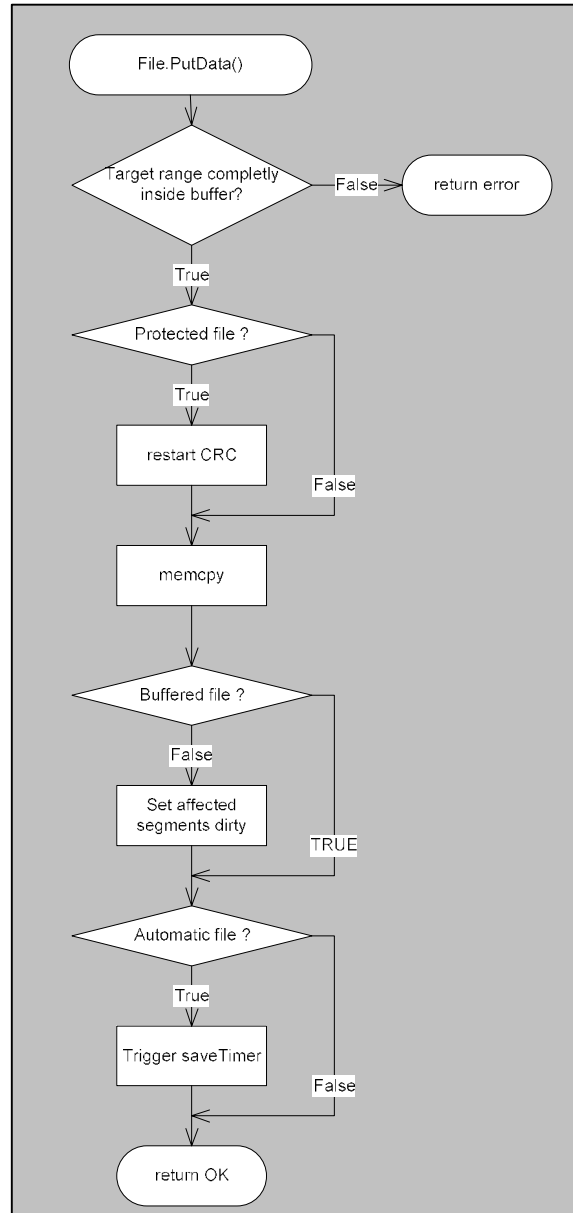 File.PutData()
Target range completly
inside buffer?
False
return error
True
Protected file ?
True
restart CRC
False
memcpy
Buffered file ?
False
Set affected
segments dirty
TRUE
Automatic file ?
True
Trigger saveTimer
False
return OK